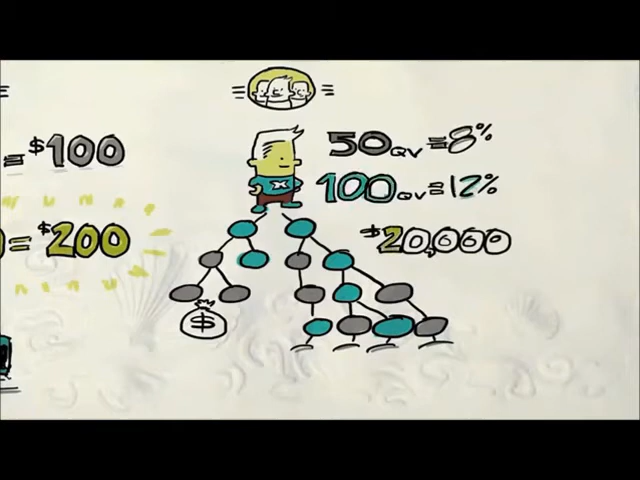 = $100
50QV = 8%
100QV = 12%
= $200
$20,000
$